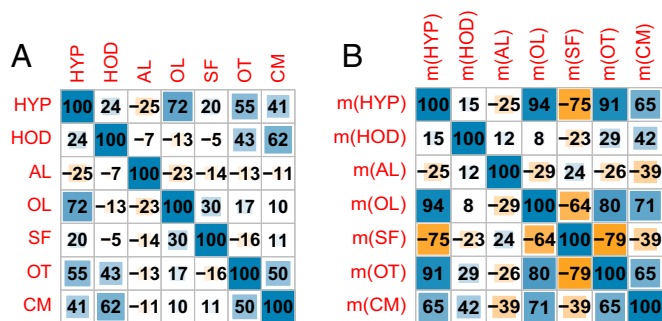 A
HYP HOD AL OL SF OT CM
HYP 100 24 −25 72 20 55 41
HOD 24 100 −7 −13 −5 43 62
AL −25 −7 100 −23 −14 −13 −11
OL 72 −13 −23 100 30 17 10
SF 20 −5 −14 30 100 −16 11
OT 55 43 −13 17 −16 100 50
CM 41 62 −11 10 11 50 100
B
m(HYP) m(HOD) m(AL) m(OL) m(SF) m(OT) m(CM)
m(HYP) 100 15 −25 94 −75 91 65
m(HOD) 15 100 12 8 −23 29 42
m(AL) −25 12 100 −29 24 −26 −39
m(OL) 94 8 −29 100 −64 80 71
m(SF) −75 −23 24 −64 100 −79 −39
m(OT) 91 29 −26 80 −79 100 65
m(CM) 65 42 −39 71 −39 65 100